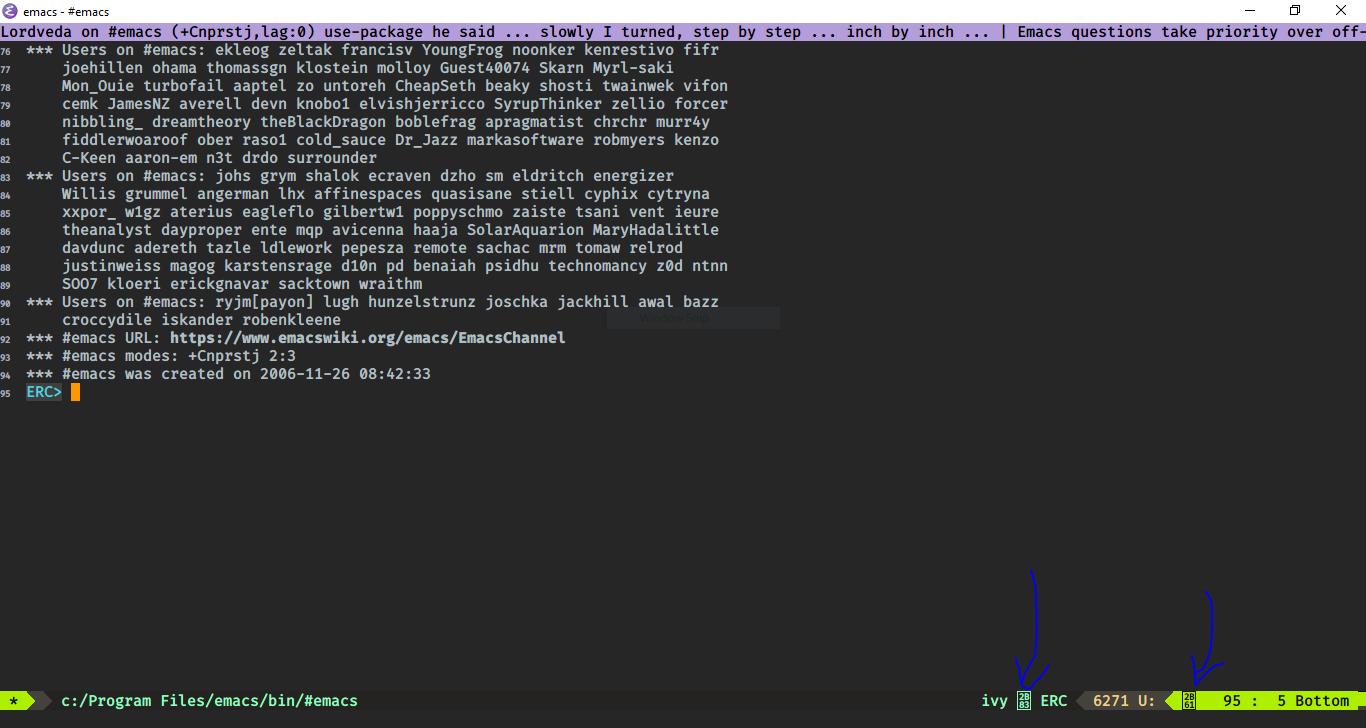 emacs - #emacs
Lordveda on #emacs (+Cnprstj,lag:0) use-package he said ... slowly I turned, step by step ... inch by inch ... | Emacs questions take priority over off-
76 *** Users on #emacs: ekleog zeltak francisv YoungFrog noonker kenrestivo fifr
77 joehillen ohama thomassgn klostein molloy Guest40074 Skarn Myrl-saki
78 Mon_Ouie turbofail aaptel zo untoreh CheapSeth beaky shosti twainwek vifon
79 cemk JamesNZ averell devn knobo1 elvishjerricco SyrupThinker zellio forcer
80 nibbling_ dreamtheory theBlackDragon boblefrag apragmatist chrchr murr4y
81 fiddlerwoaroof ober raso1 cold_sauce Dr_Jazz markasoftware robmyers kenzo
82 C-Keen aaron-em n3t drdo surrounder
83 *** Users on #emacs: johs grym shalok ecraven dzho sm eldritch energizer
84 Willis grummel angerman lhx affinespaces quasisane stiell cyphix cytryna
85 xxpor_ w1gz aterius eagleflo gilbertw1 poppyschmo zaiste tsani vent ieure
86 theanalyst dayproper ente mqp avicenna haaja SolarAquarion MaryHadalittle
87 davdunc adereth tazle ldlework pepesza remote sachac mrm tomaw relrod
88 justinweiss magog karstensrage d10n pd benaiah psidhu technomancy z0d ntnn
89 SOO7 kloeri erickgnavar sacktown wraithm
90 *** Users on #emacs: ryjm[payon] lugh hunzelstrunz joschka jackhill awal bazz
91 croccydile iskander robenkleene
Window Snip
92 *** #emacs URL: https://www.emacswiki.org/emacs/EmacsChannel
93 *** #emacs modes: +Cnprstj 2:3
94 *** #emacs was created on 2006-11-26 08:42:33
95 ERC>
* c:/Program Files/emacs/bin/#emacs ivy 2B83 ERC 6271 U: 2B61 95 : 5 Bottom